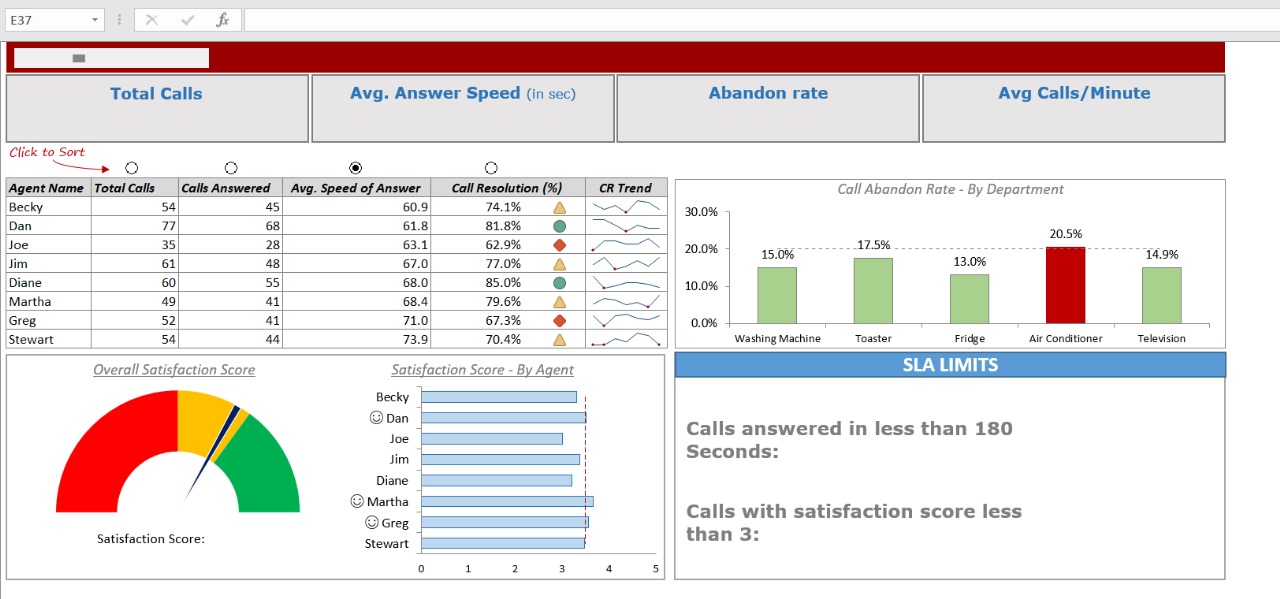 E37
fx
Total Calls
Avg. Answer Speed (in sec)
Abandon rate
Avg Calls/Minute
Click to Sort
Agent Name Total Calls Calls Answered Avg. Speed of Answer Call Resolution (%) CR Trend
Becky 54 45 60.9 74.1%
Dan 77 68 61.8 81.8%
Joe 35 28 63.1 62.9%
Jim 61 48 67.0 77.0%
Diane 60 55 68.0 85.0%
Martha 49 41 68.4 79.6%
Greg 52 41 71.0 67.3%
Stewart 54 44 73.9 70.4%
Call Abandon Rate - By Department
30.0%
20.0%
10.0%
0.0%
15.0% 17.5% 13.0% 20.5% 14.9%
Washing Machine Toaster Fridge Air Conditioner Television
Overall Satisfaction Score
Satisfaction Score:
Satisfaction Score - By Agent
Becky
Dan
Joe
Jim
Diane
Martha
Greg
Stewart
0 1 2 3 4 5
SLA LIMITS
Calls answered in less than 180
Seconds:
Calls with satisfaction score less
than 3: